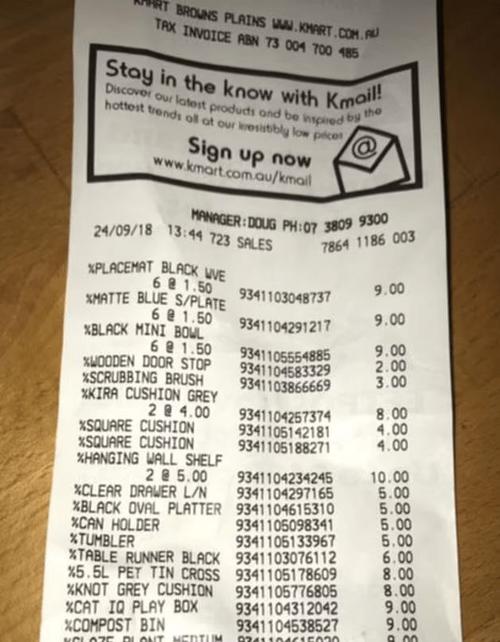 KMART BROWNS PLAINS WWW.KMART.COM.AU
TAX INVOICE ABN 73 004 700 485
Stay in the know with Kmail!
Discover our latest products and be inspired by the
hottest trends all at our irresistibly low prices
@
Sign up now
www.kmart.com.au/kmail
MANAGER:DOUG PH:07 3809 9300
24/09/18 13:44 723 SALES 7864 1186 003
%PLACEMAT BLACK WVE
6 @ 1.50 9341103048737 9.00
%MATTE BLUE S/PLATE
6 @ 1.50 9341104291217 9.00
%BLACK MINI BOWL
6 @ 1.50 9341105554885 9.00
%WOODEN DOOR STOP 9341104583329 2.00
%SCRUBBING BRUSH 9341103866669 3.00
%KIRA CUSHION GREY
2 @ 4.00 9341104257374 8.00
%SQUARE CUSHION 9341105142181 4.00
%SQUARE CUSHION 9341105188271 4.00
%HANGING WALL SHELF
2 @ 5.00 9341104234245 10.00
%CLEAR DRAWER L/N 9341104297165 5.00
%BLACK OVAL PLATTER 9341104615310 5.00
%CAN HOLDER 9341105098341 5.00
%TUMBLER 9341105133967 5.00
%TABLE RUNNER BLACK 9341103076112 6.00
%5.5L PET TIN CROSS 9341105178609 8.00
%KNOT GREY CUSHION 9341105776805 8.00
%CAT IQ PLAY BOX 9341104312042 9.00
%COMPOST BIN 9341104538527 9.00
PLANT MEDIUM 9.00